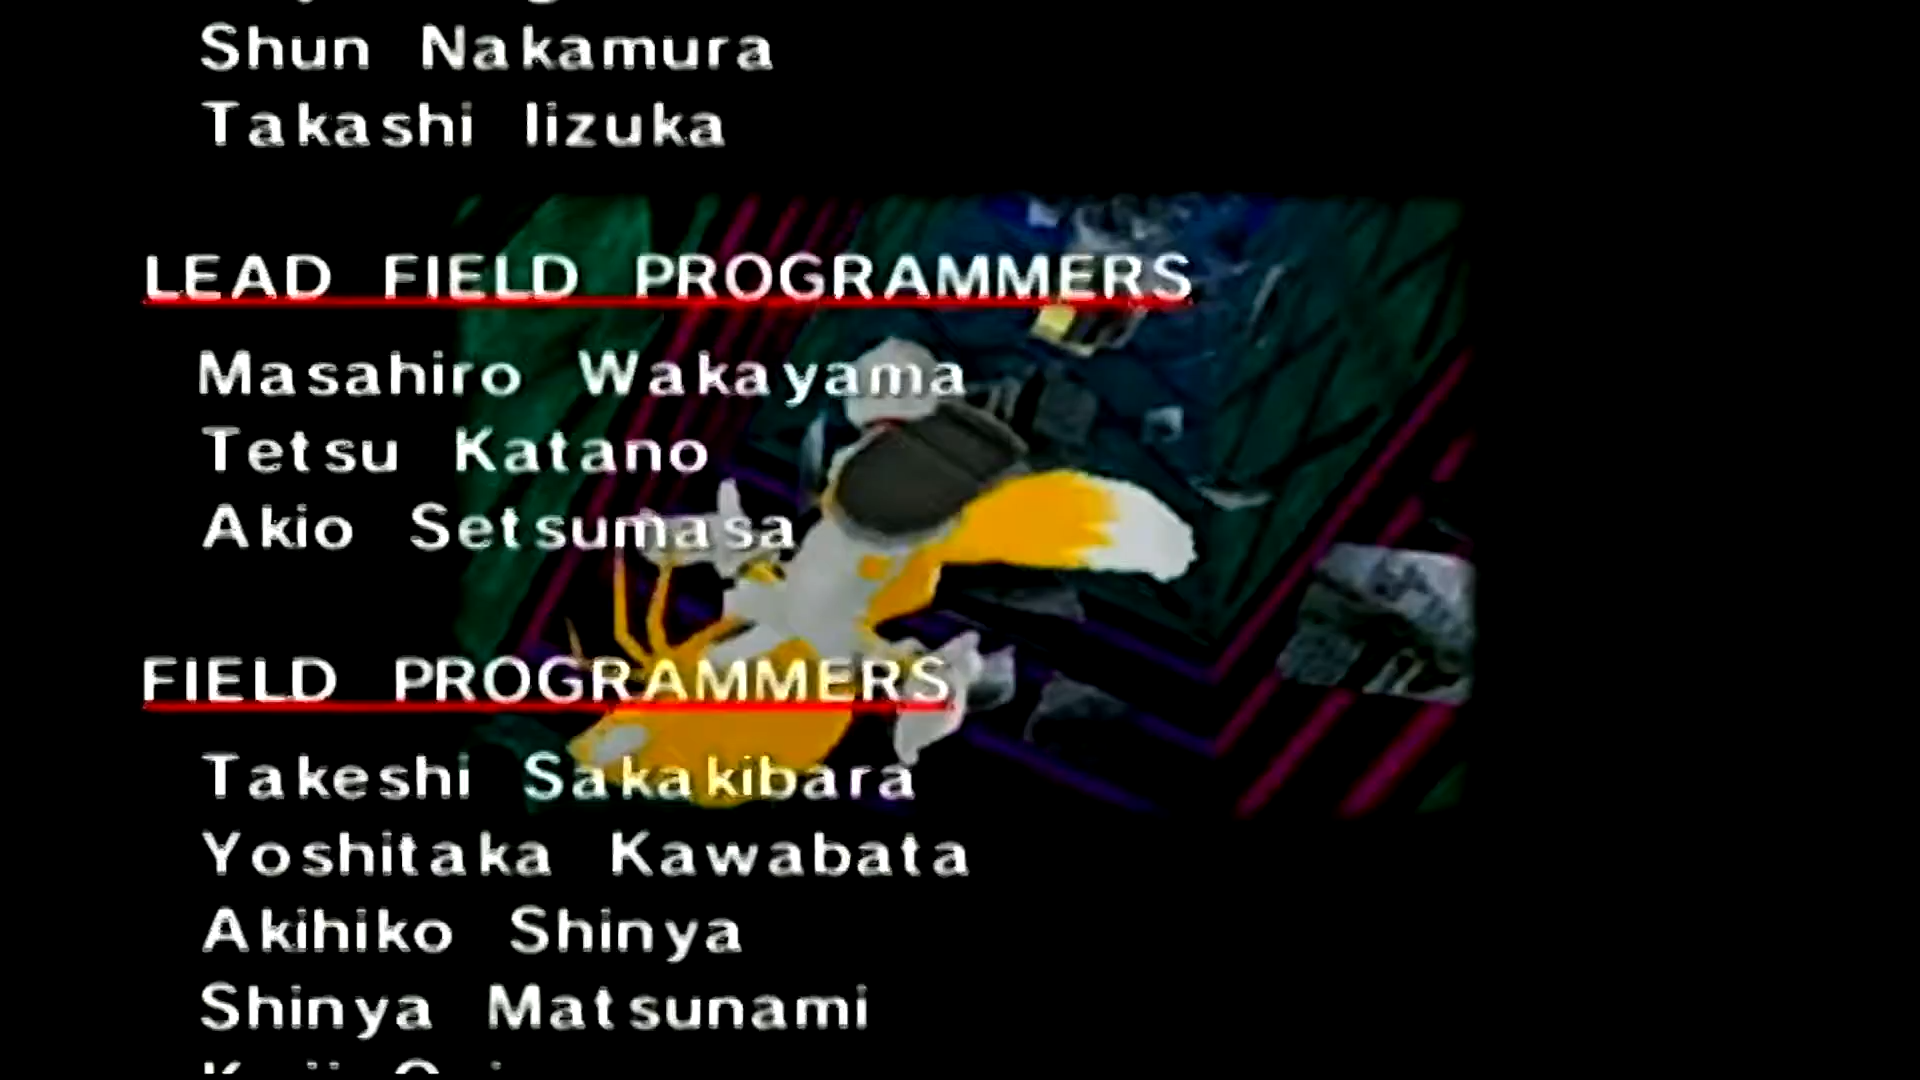 Shun Nakamura
Takashi Iizuka
LEAD FIELD PROGRAMMERS
Masahiro Wakayama
Tetsu Katano
Akio Setsumasa
FIELD PROGRAMMERS
Takeshi Sakakibara
Yoshitaka Kawabata
Akihiko Shinya
Shinya Matsunami